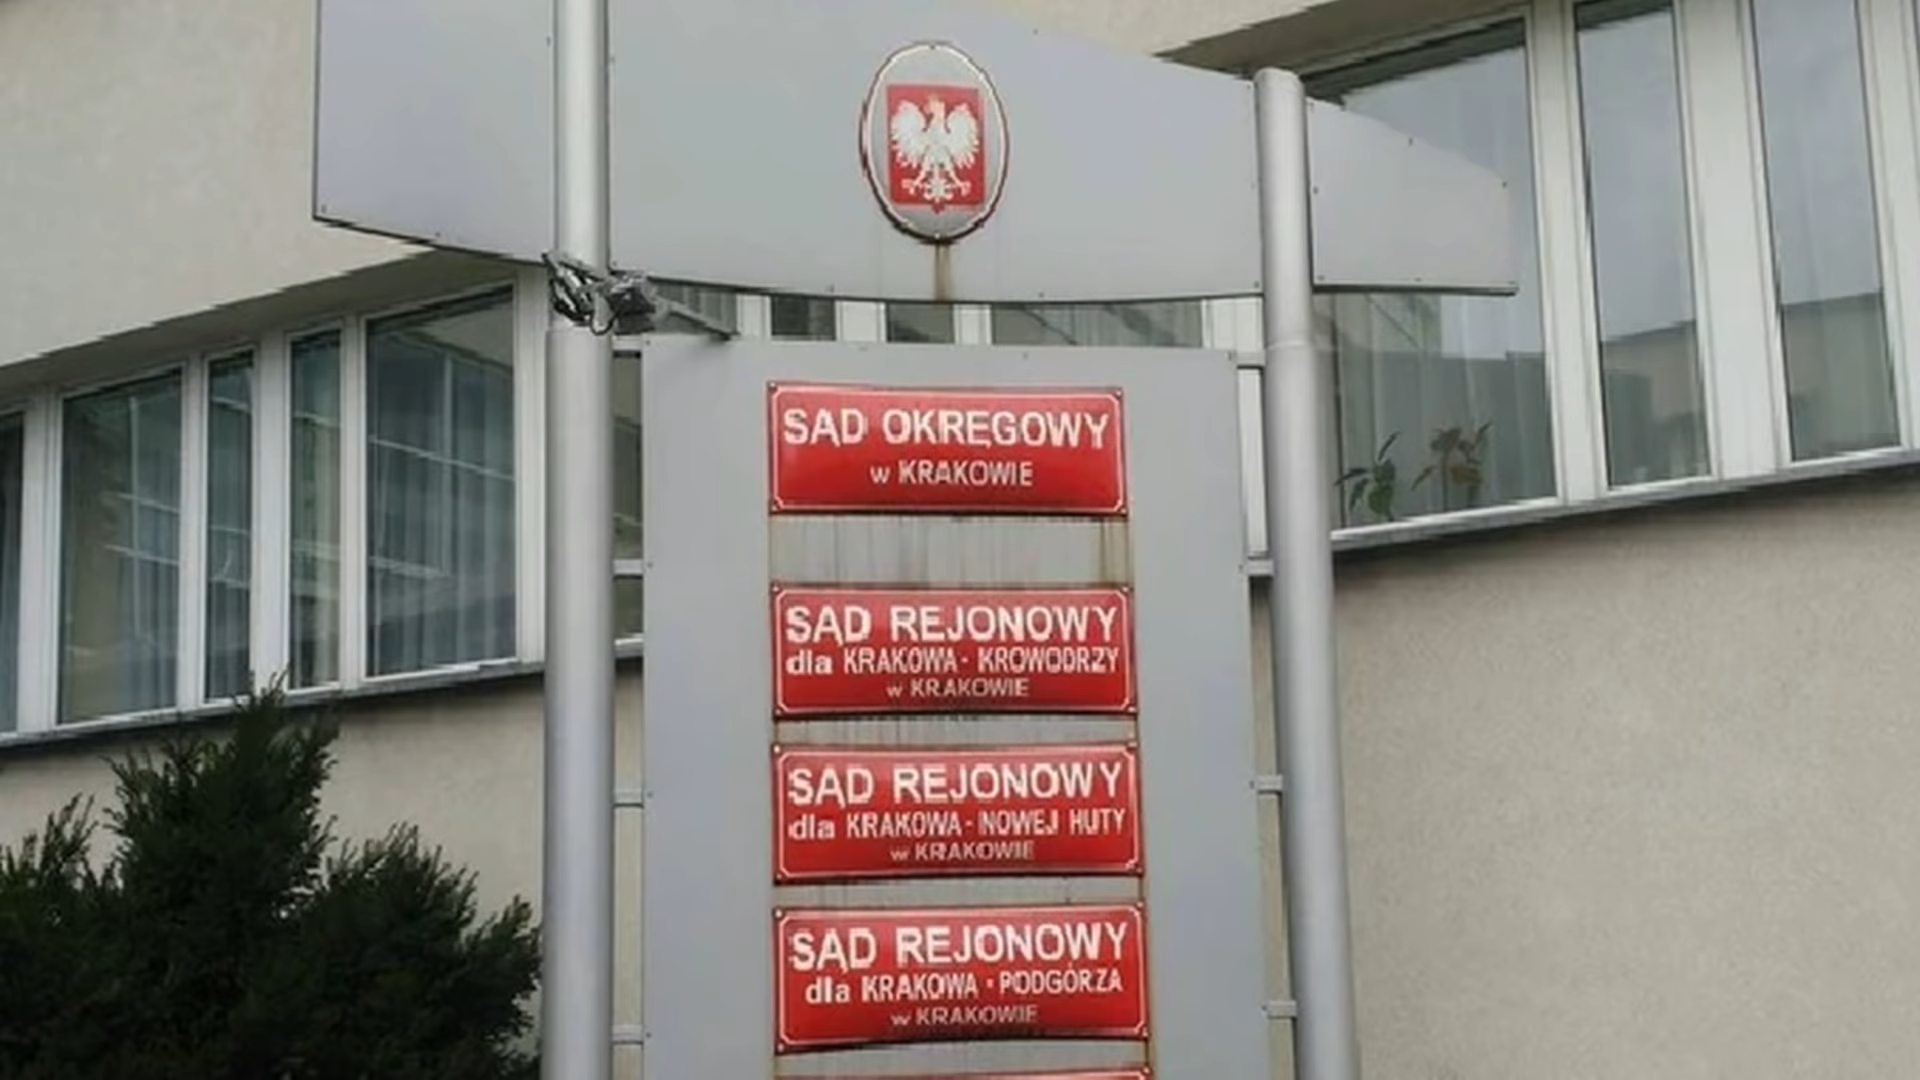 SĄD OKRĘGOWY
w KRAKOWIE
SĄD REJONOWY
dla KRAKOWA - KROWODRZY
w KRAKOWIE
SĄD REJONOWY
dla KRAKOWA - NOWEJ HUTY
w KRAKOWIE
SĄD REJONOWY
dla KRAKOWA - PODGÓRZA
w KRAKOWIE